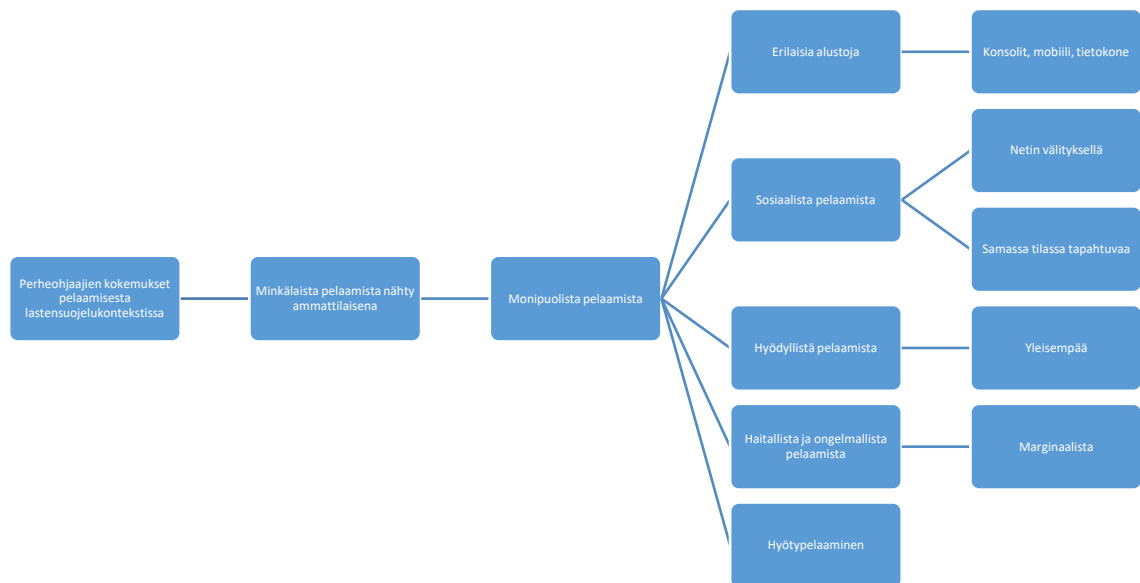 Perheohjaajien kokemukset
pelaamisesta
lastensuojelukontekstissa
Minkälaista pelaamista nähty
ammattilaisena
Monipuolista pelaamista
Erilaisia alustoja
Konsolit, mobiili, tietokone
Sosiaalista pelaamista
Netin välityksellä
Samassa tilassa tapahtuvaa
Hyödyllistä pelaamista
Yleisempää
Haitallista ja ongelmallista
pelaamista
Marginaalista
Hyötypelaaminen